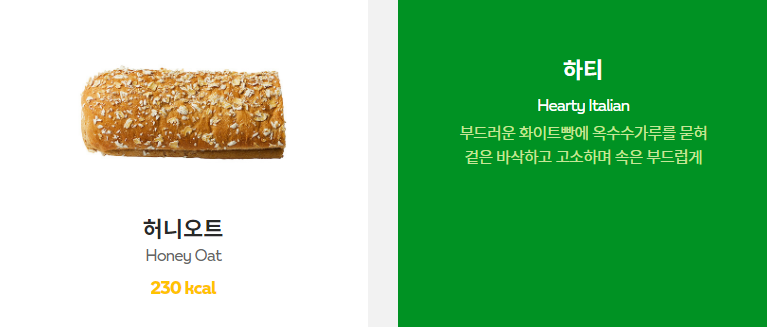 허니오트
Honey Oat
230 kcal
하티
Hearty Italian
부드러운 화이트빵에 옥수수가루를 묻혀
겉은 바삭하고 고소하며 속은 부드럽게